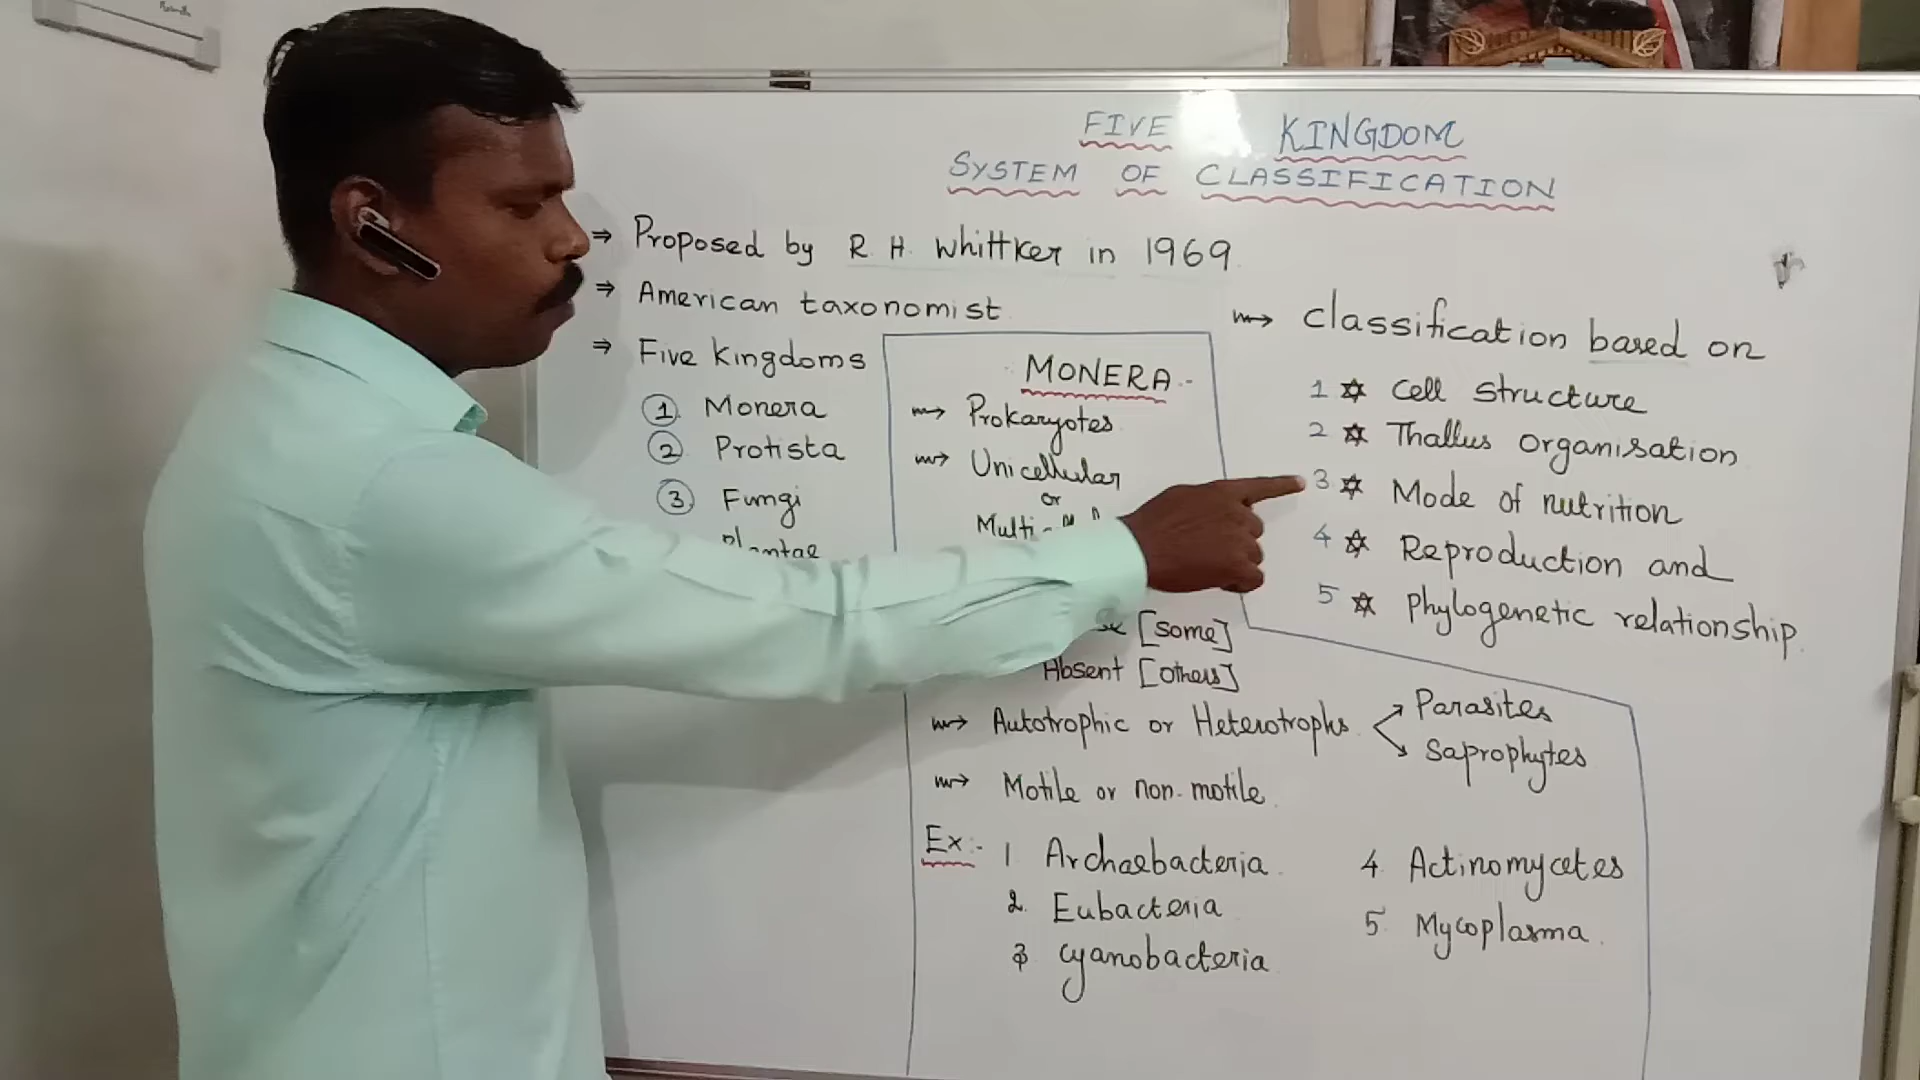 FIVE KINGDOM
SYSTEM OF CLASSIFICATION
⇒ Proposed by R. H. Whittker in 1969.
⇒ American taxonomist
⇒ Five kingdoms
1 Monera
2 Protista
3 Fungi
MONERA :-
Prokaryotes
Unicellular
or
[some]
Absent [others]
Autotrophic or Heterotrophs.
Parasites
Saprophytes
Motile or non-motile.
Ex :- 1. Archaebacteria.
2. Eubacteria
3 cyanobacteria
4. Actinomycetes
5. Mycoplasma.
classification based on
1 ✡ Cell structure
2 ✡ Thallus organisation
3 ✡ Mode of nutrition
4 ✡ Reproduction and
5 ✡ Phylogenetic relationship.